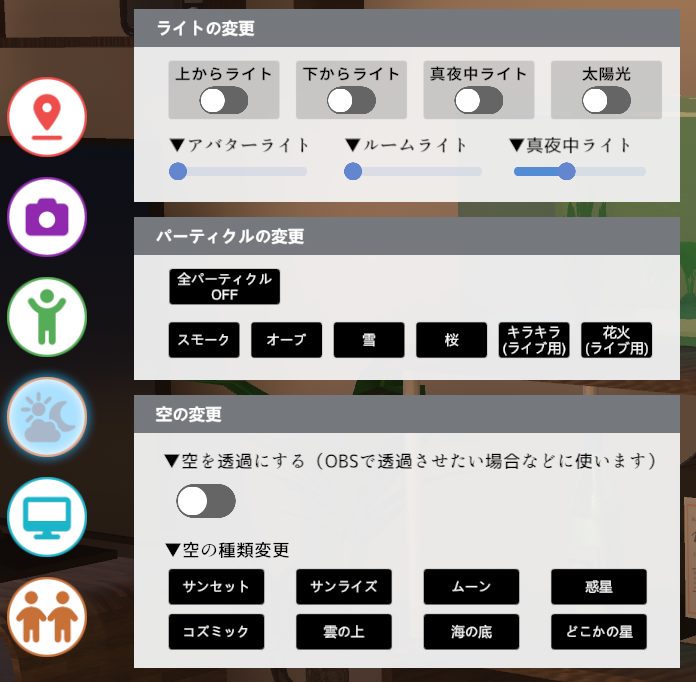 ライトの変更
上からライト 下からライト 真夜中ライト 太陽光
▼アバターライト ▼ルームライト ▼真夜中ライト
パーティクルの変更
全パーティクル
OFF
スモーク オーブ 雪 桜 キラキラ
(ライブ用) 花火
(ライブ用)
空の変更
▼空を透過にする（OBSで透過させたい場合などに使います）
▼空の種類変更
サンセット サンライズ ムーン 惑星
コズミック 雲の上 海の底 どこかの星